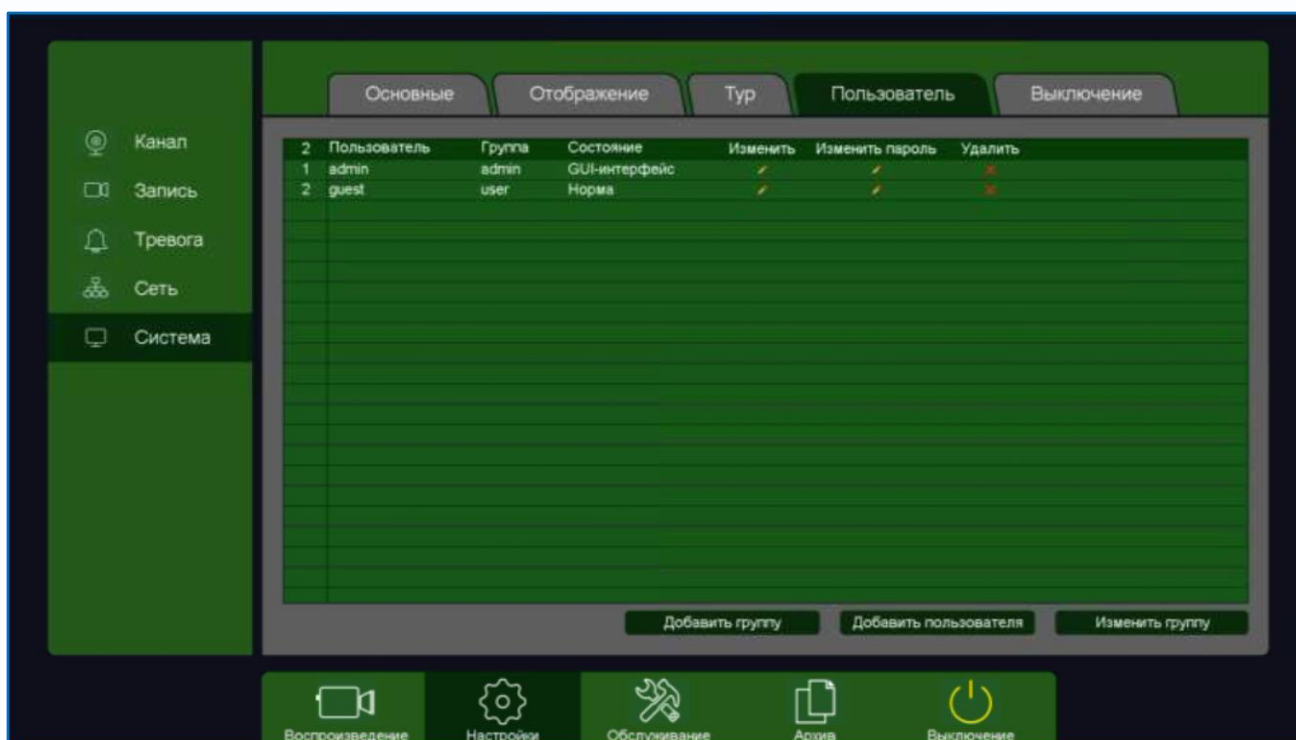 Основные Отображение Тур Пользователь Выключение
Канал
Запись
Тревога
Сеть
Система
2 Пользователь Группа Состояние Изменить Изменить пароль Удалить
1 admin admin GUI-интерфейс
2 guest user Норма
Добавить группу Добавить пользователя Изменить группу
Воспроизведение Настройки Обслуживание Архив Выключение